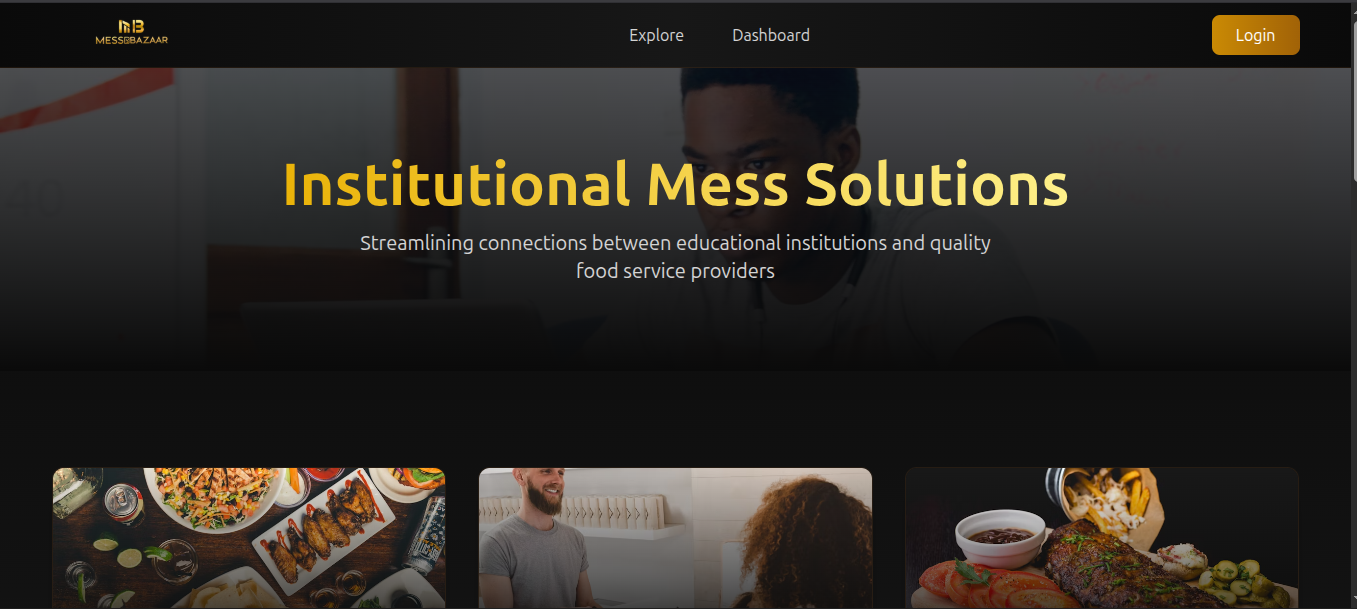 MB
MESSBAZAAR
Explore
Dashboard
Login
Institutional Mess Solutions
Streamlining connections between educational institutions and quality
food service providers